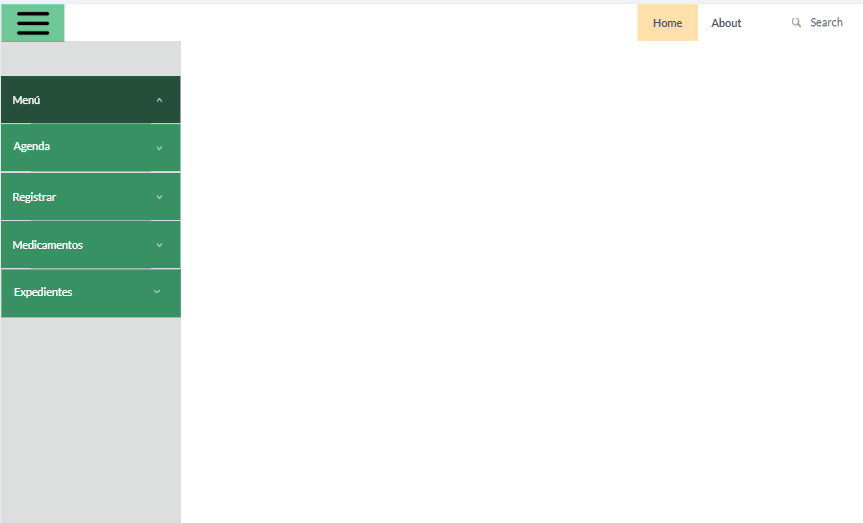 Home
About
Search
Menú
Agenda
Registrar
Medicamentos
Expedientes